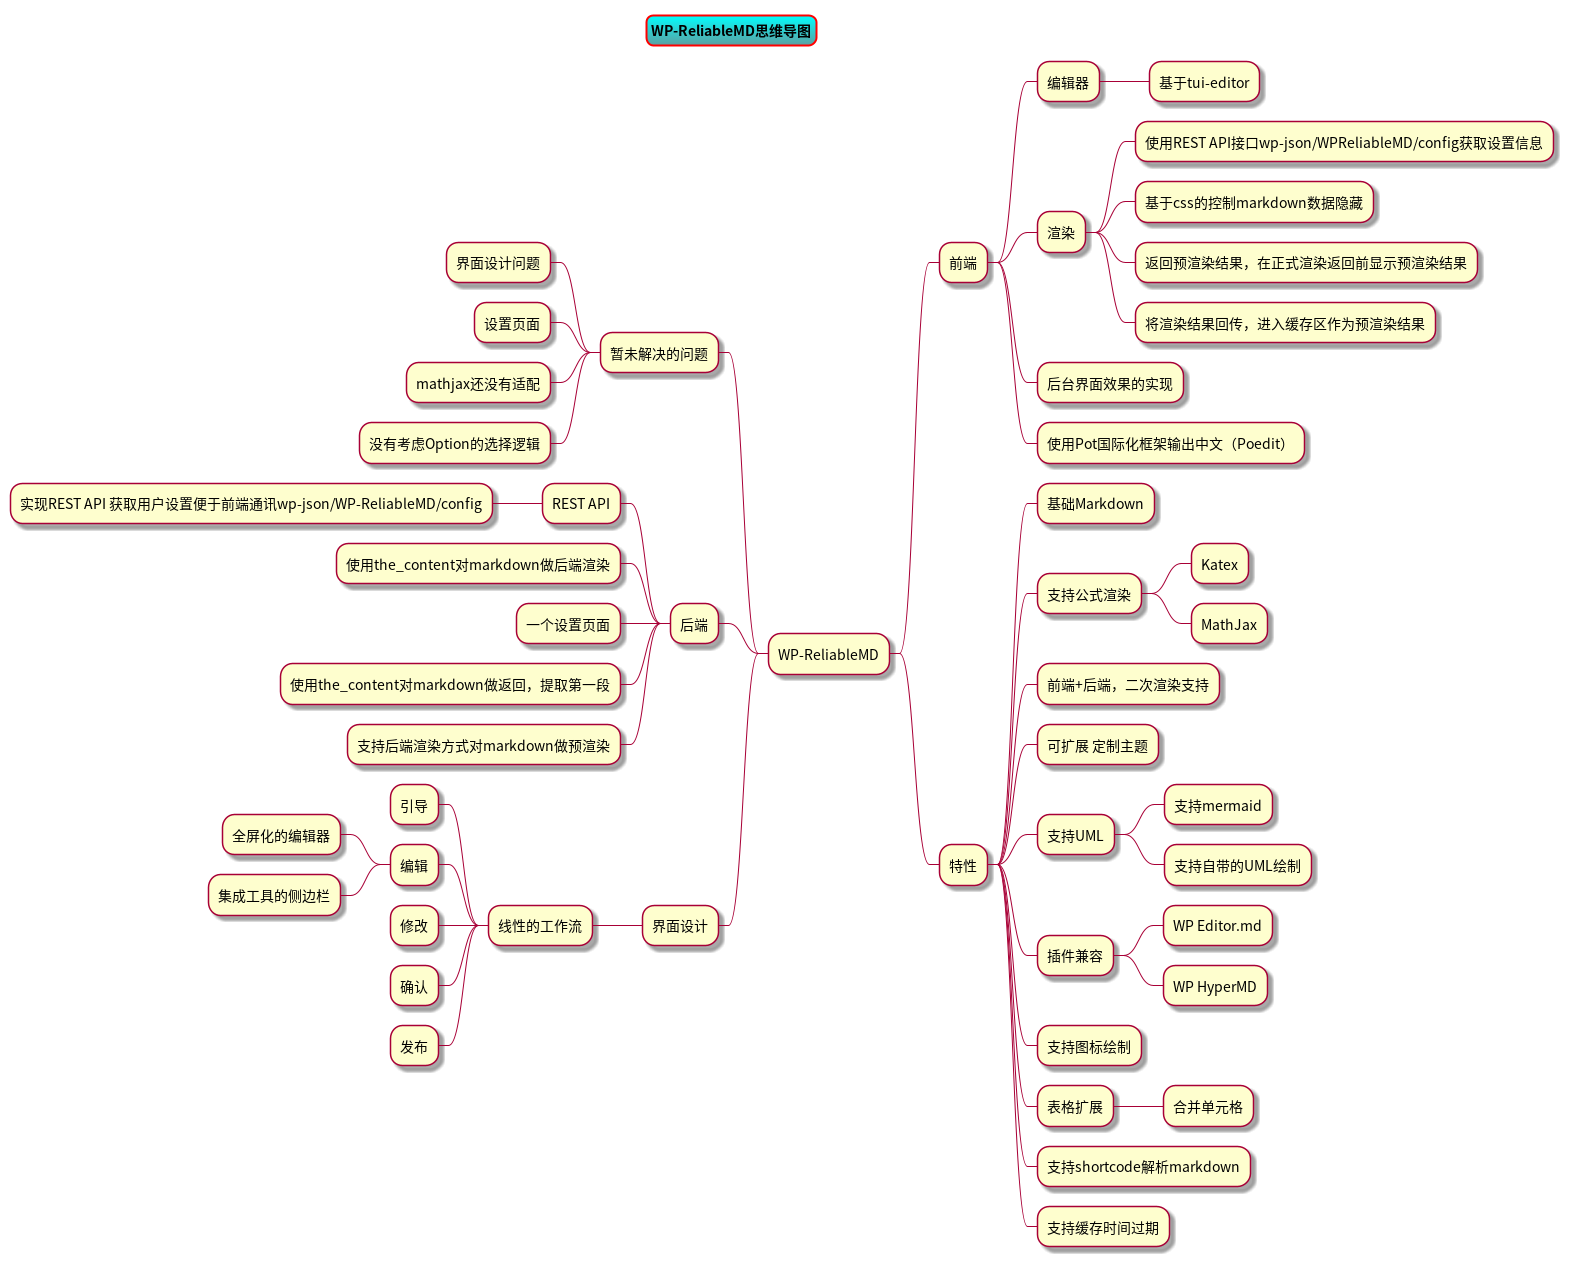 WP-ReliableMD思维导图
WP-ReliableMD
前端
编辑器
基于tui-editor
渲染
使用REST API接口wp-json/WPReliableMD/config获取设置信息
基于css的控制markdown数据隐藏
返回预渲染结果，在正式渲染返回前显示预渲染结果
将渲染结果回传，进入缓存区作为预渲染结果
后台界面效果的实现
使用Pot国际化框架输出中文（Poedit）
特性
基础Markdown
支持公式渲染
Katex
MathJax
前端+后端，二次渲染支持
可扩展 定制主题
支持UML
支持mermaid
支持自带的UML绘制
插件兼容
WP Editor.md
WP HyperMD
支持图标绘制
表格扩展
合并单元格
支持shortcode解析markdown
支持缓存时间过期
暂未解决的问题
界面设计问题
设置页面
mathjax还没有适配
没有考虑Option的选择逻辑
后端
REST API
实现REST API 获取用户设置便于前端通讯wp-json/WP-ReliableMD/config
使用the_content对markdown做后端渲染
一个设置页面
使用the_content对markdown做返回，提取第一段
支持后端渲染方式对markdown做预渲染
界面设计
线性的工作流
引导
编辑
全屏化的编辑器
集成工具的侧边栏
修改
确认
发布